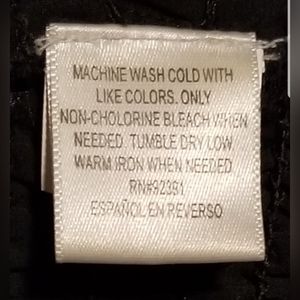 MACHINE WASH COLD WITH
LIKE COLORS. ONLY
NON-CHOLORINE BLEACH WHEN
NEEDED. TUMBLE DRY LOW
WARM IRON WHEN NEEDED
RN#92361
ESPAÑOL EN REVERSO